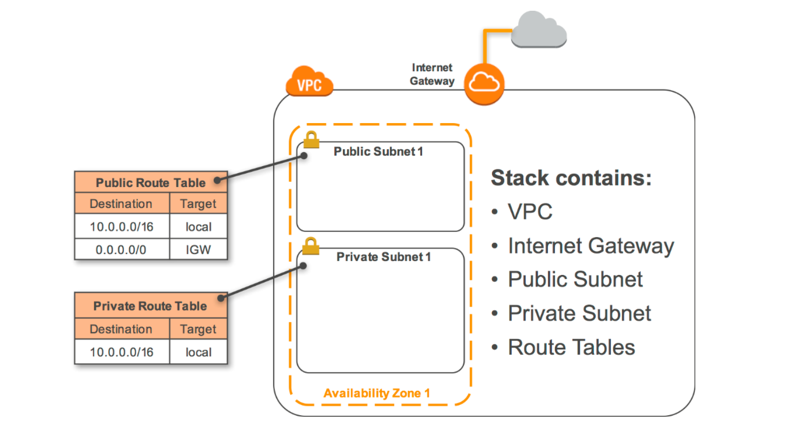 Internet
Gateway
VPC
Public Subnet 1
Public Route Table
Destination Target
10.0.0.0/16 local
0.0.0.0/0 IGW
Private Subnet 1
Private Route Table
Destination Target
10.0.0.0/16 local
Availability Zone 1
Stack contains:
• VPC
• Internet Gateway
• Public Subnet
• Private Subnet
• Route Tables